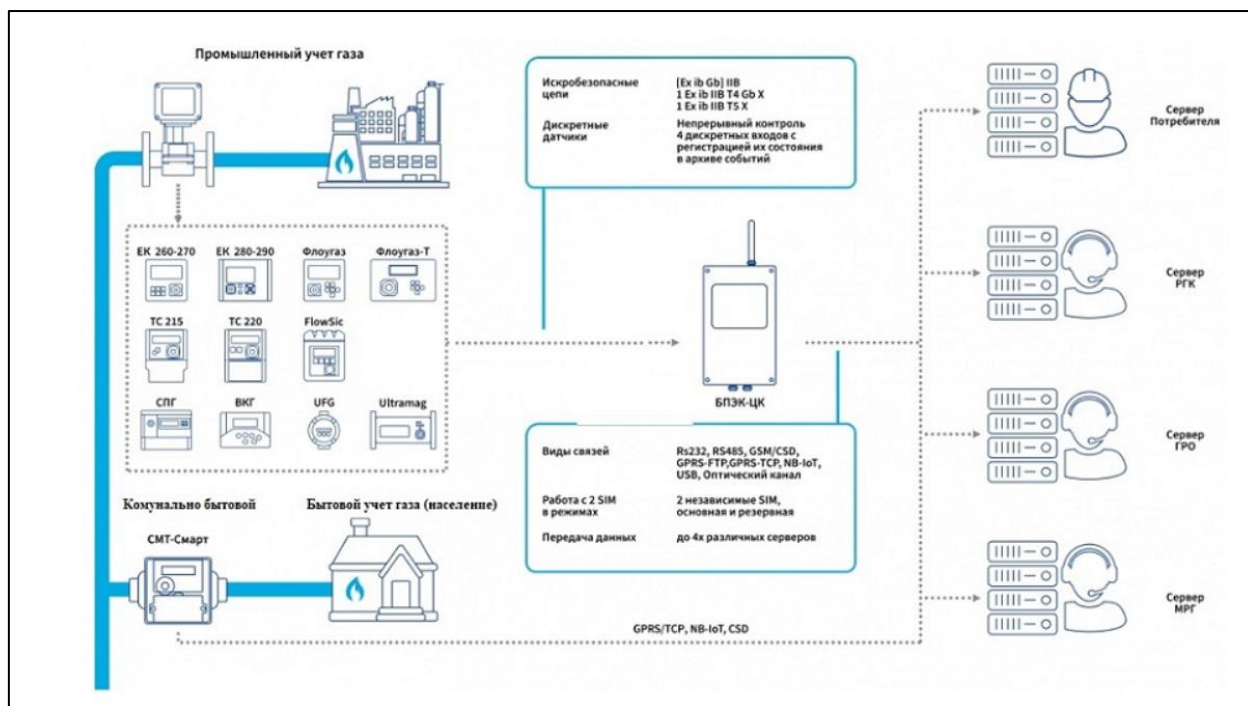 Промышленный учет газа
Искробезопасные
цепи
[Ex ib Gb] IIB
1 Ex ib IIB T4 Gb X
1 Ex ib IIB T5 X
Дискретные
датчики
Непрерывный контроль
4 дискретных входов с
регистрацией их состояния
в архиве событий
Сервер
Потребителя
ЕК 260-270
ЕК 280-290
Флоугаз
Флоугаз-Т
ТС 215
ТС 220
FlowSic
СПГ
ВКГ
UFG
Ultramag
БПЭК-ЦК
Сервер
РГК
Виды связей
Rs232, RS485, GSM/CSD,
GPRS-FTP,GPRS-TCP, NB-IoT,
USB, Оптический канал
Работа с 2 SIM
в режимах
2 независимые SIM,
основная и резервная
Передача данных
до 4х различных серверов
Сервер
ГРО
Комунально бытовой
Бытовой учет газа (население)
СМТ-Смарт
GPRS/TCP, NB-IoT, CSD
Сервер
МРГ